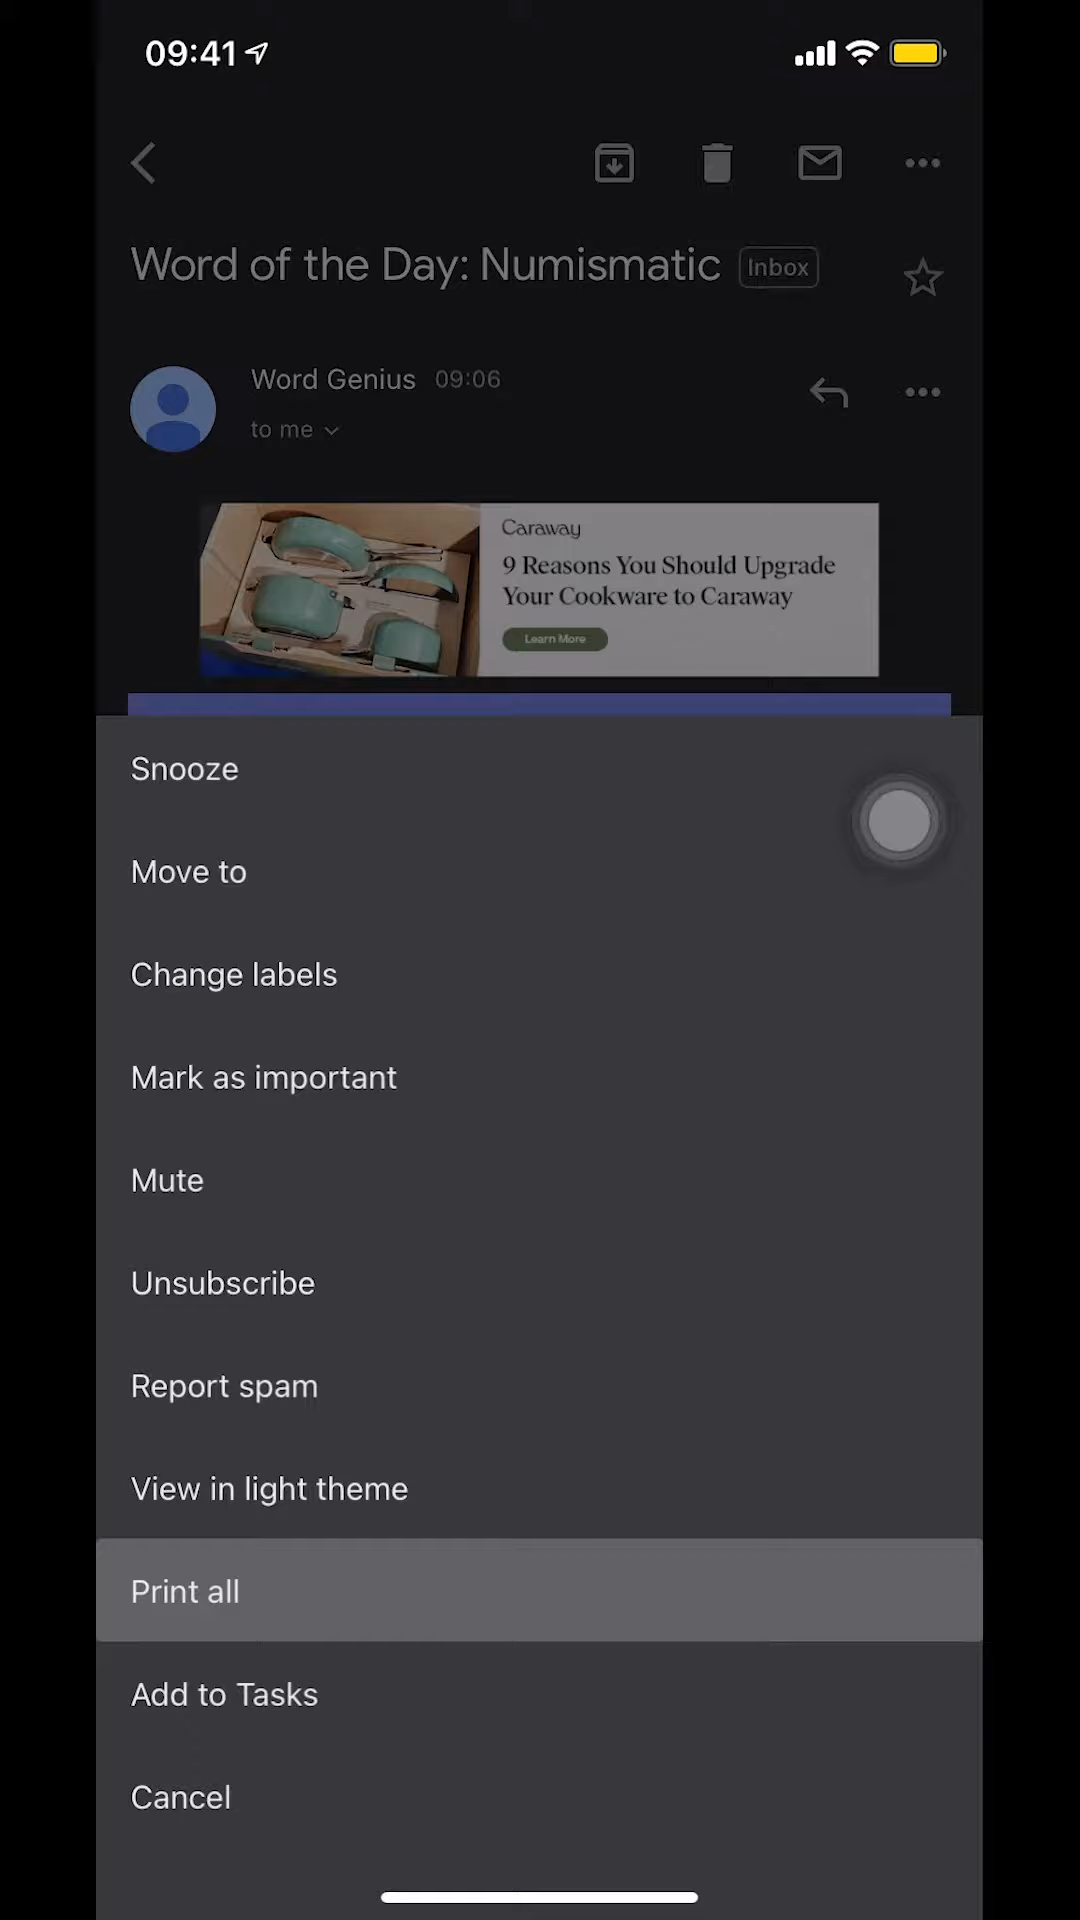 09:41
Word of the Day: Numismatic Inbox
Word Genius 09:06
to me
Caraway
9 Reasons You Should Upgrade
Your Cookware to Caraway
Learn More
Snooze
Move to
Change labels
Mark as important
Mute
Unsubscribe
Report spam
View in light theme
Print all
Add to Tasks
Cancel